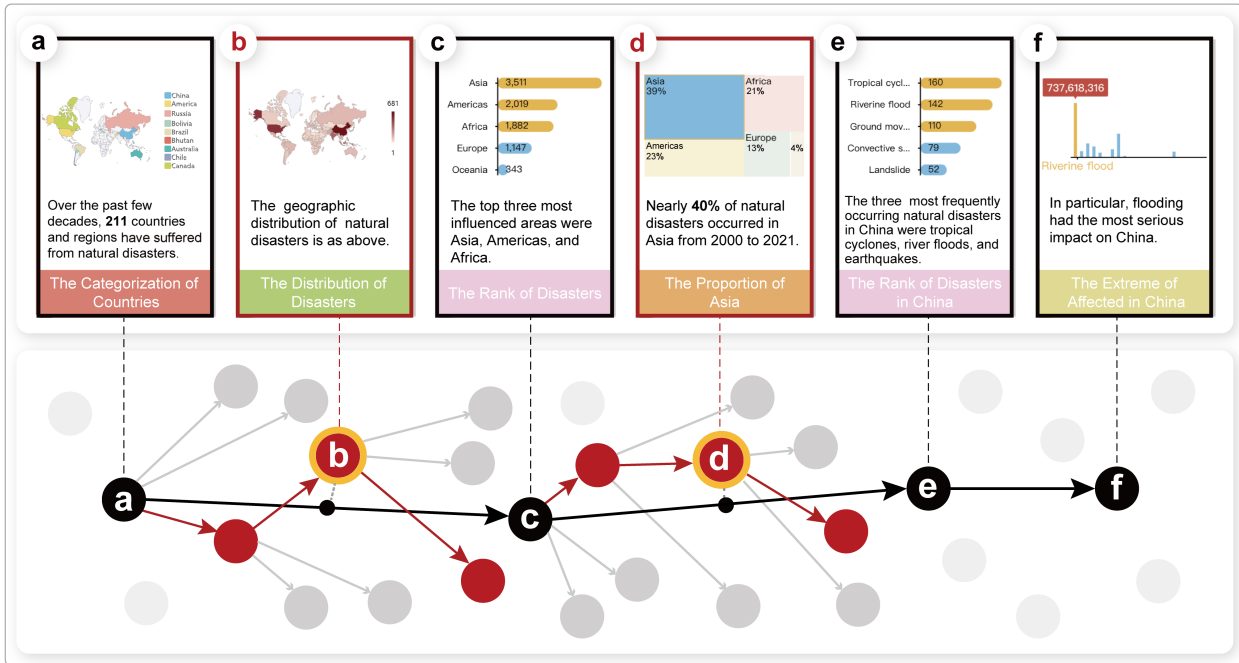 a
China
America
Russia
Bolivia
Brazil
Bhutan
Australia
Chile
Canada
Over the past few
decades, 211 countries
and regions have suffered
from natural disasters.
The Categorization of
Countries
b
681
1
The geographic
distribution of natural
disasters is as above.
The Distribution of
Disasters
c
Asia 3,511
Americas 2,019
Africa 1,882
Europe 1,147
Oceania 343
The top three most
influenced areas were
Asia, Americas, and
Africa.
The Rank of Disasters
d
Asia
39%
Africa
21%
Americas
23%
Europe
13%
4%
Nearly 40% of natural
disasters occurred in
Asia from 2000 to 2021.
The Proportion of
Asia
e
Tropical cycl... 160
Riverine flood 142
Ground mov... 110
Convective s... 79
Landslide 52
The three most frequently
occurring natural disasters
in China were tropical
cyclones, river floods, and
earthquakes.
The Rank of Disasters
in China
f
737,618,316
Riverine flood
In particular, flooding
had the most serious
impact on China.
The Extreme of
Affected in China
a
b
c
d
e
f